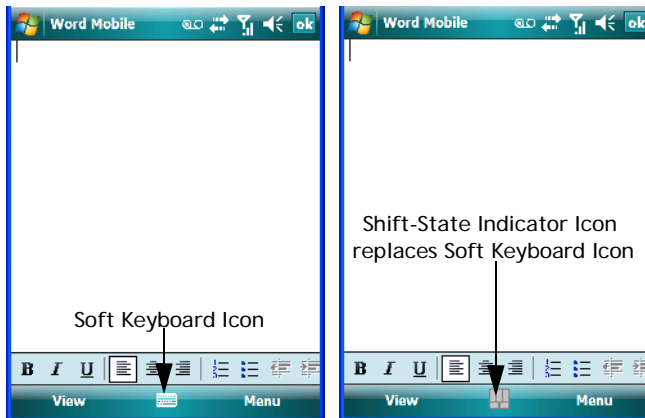 Word Mobile
ok
Soft Keyboard Icon
B I U
View
Menu
Word Mobile
ok
Shift-State Indicator Icon
replaces Soft Keyboard Icon
B I U
View
Menu